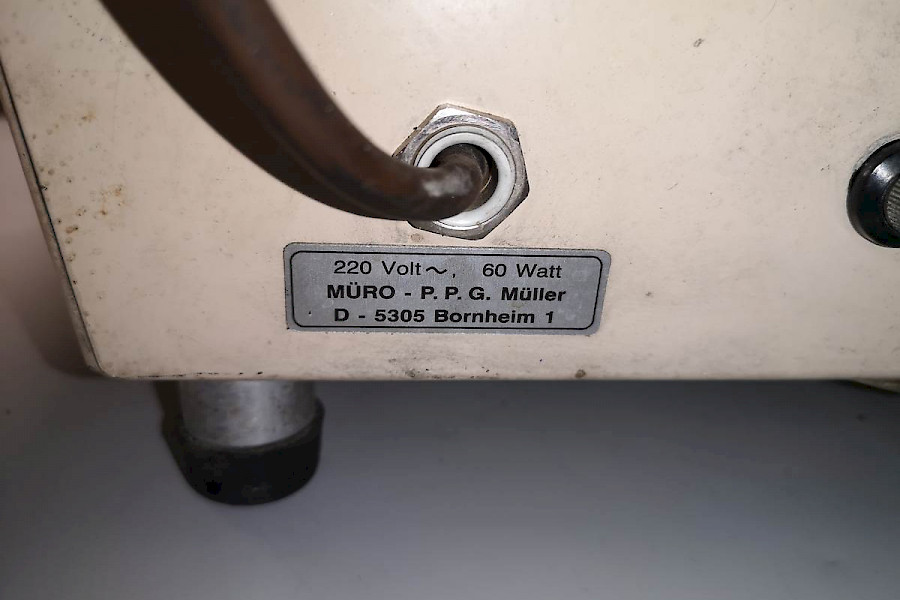 220 Volt ~, 60 Watt
MÜRO - P. P. G. Müller
D - 5305 Bornheim 1